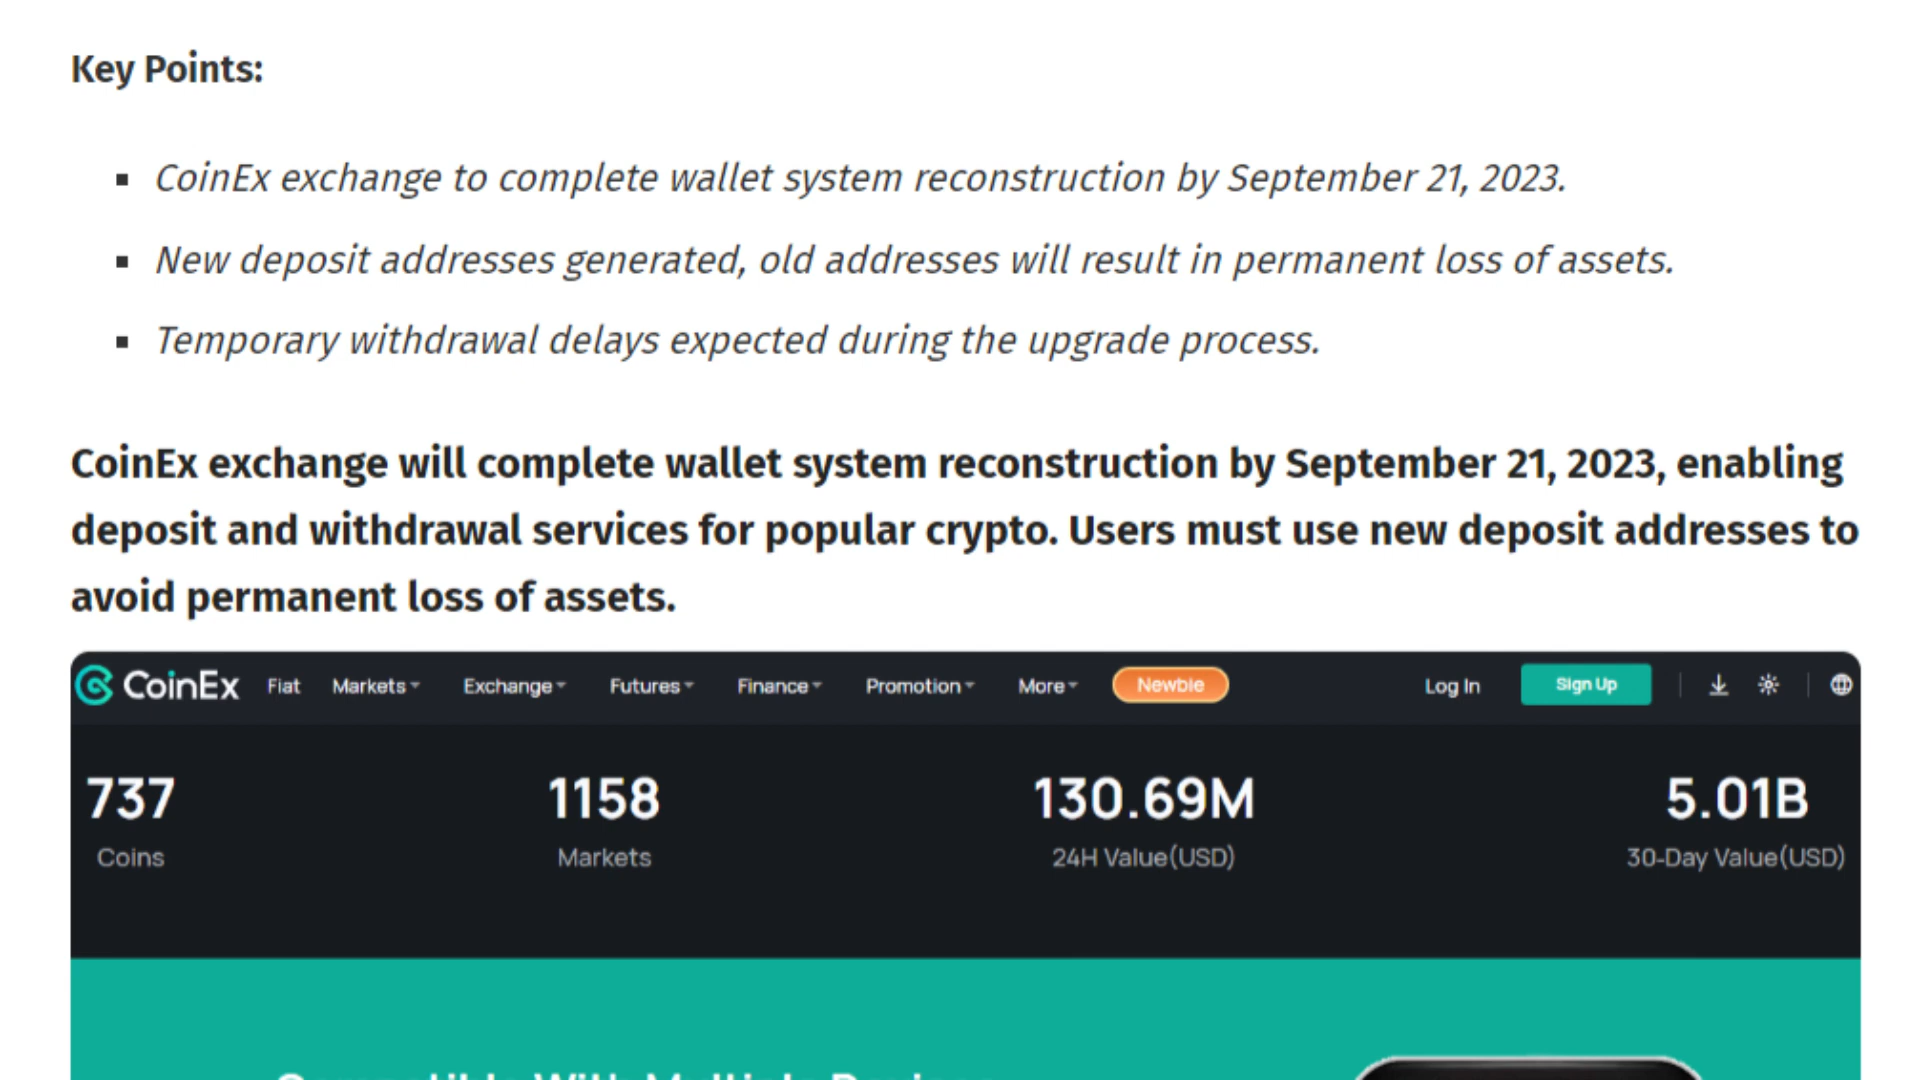 Key Points:
CoinEx exchange to complete wallet system reconstruction by September 21, 2023.
New deposit addresses generated, old addresses will result in permanent loss of assets.
Temporary withdrawal delays expected during the upgrade process.
CoinEx exchange will complete wallet system reconstruction by September 21, 2023, enabling
deposit and withdrawal services for popular crypto. Users must use new deposit addresses to
avoid permanent loss of assets.
CoinEx Fiat Markets Exchange Futures Finance Promotion More Newbie Log In Sign Up
737 1158 130.69M 5.01B
Coins Markets 24H Value(USD) 30-Day Value(USD)